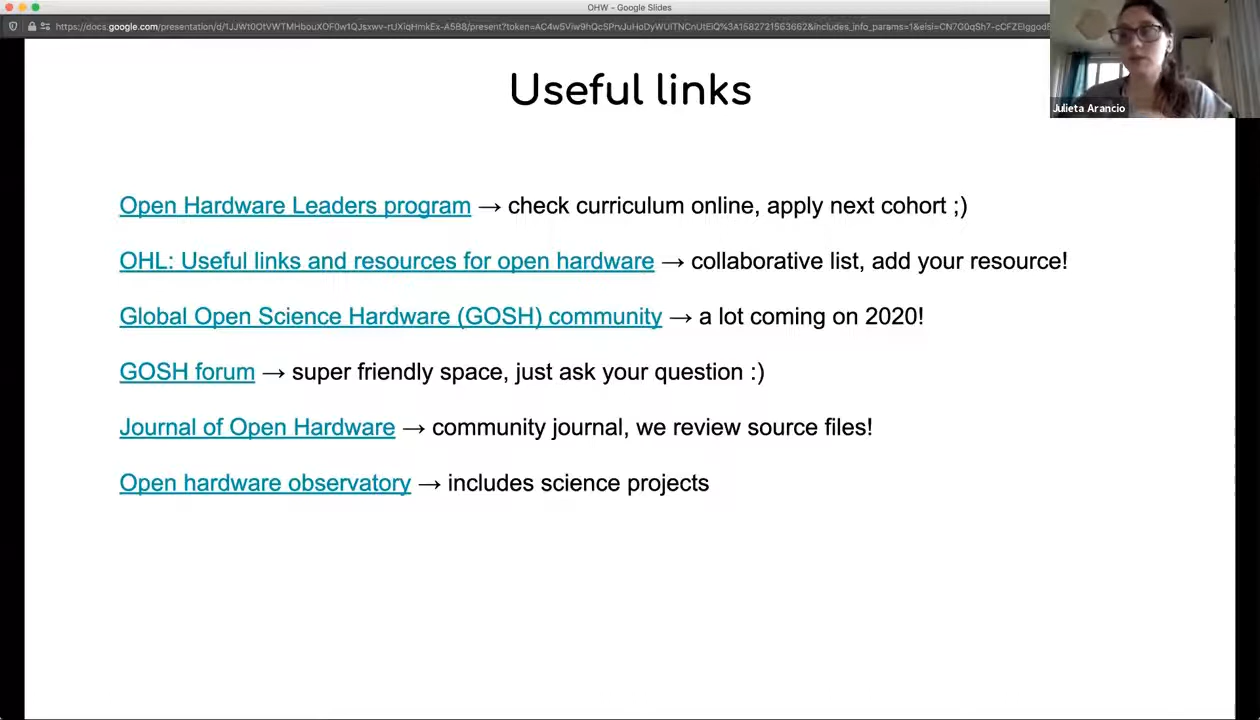 OHW – Google Slides
Useful links
Julieta Arancio
Open Hardware Leaders program → check curriculum online, apply next cohort ;)
OHL: Useful links and resources for open hardware → collaborative list, add your resource!
Global Open Science Hardware (GOSH) community → a lot coming on 2020!
GOSH forum → super friendly space, just ask your question :)
Journal of Open Hardware → community journal, we review source files!
Open hardware observatory → includes science projects